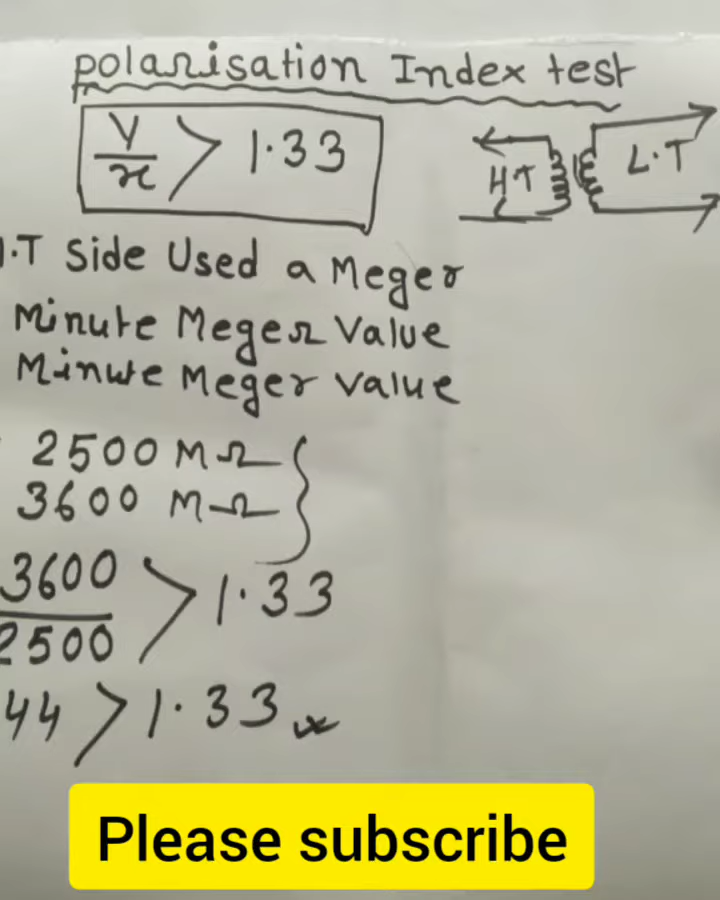 polarisation Index test
y/x > 1.33
H.T
L.T
.T Side Used a Meger
Minute Meger Value
Minute Meger value
2500 MΩ
3600 MΩ
3600/2500 > 1.33
44 > 1.33
Please subscribe